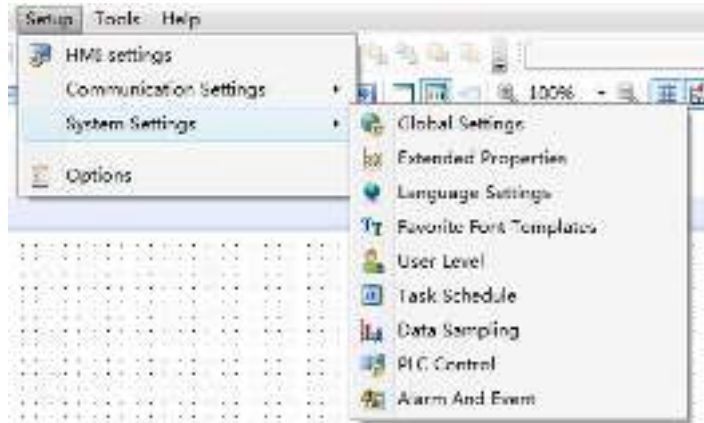 Setup Tools Help
HMI settings
Communication Settings
System Settings
Options
100%
Global Settings
Extended Properties
Language Settings
Favorite Font Templates
User Level
Task Schedule
Data Sampling
PLC Control
Alarm And Event